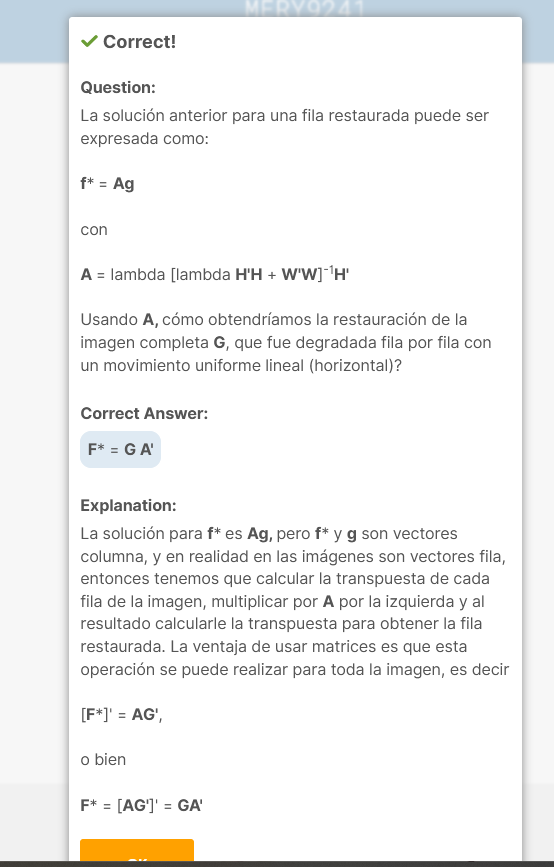 MERY9241
✓ Correct!
Question:
La solución anterior para una fila restaurada puede ser
expresada como:
f* = Ag
con
A = lambda [lambda H'H + W'W]⁻¹H'
Usando A, cómo obtendríamos la restauración de la
imagen completa G, que fue degradada fila por fila con
un movimiento uniforme lineal (horizontal)?
Correct Answer:
F* = G A'
Explanation:
La solución para f* es Ag, pero f* y g son vectores
columna, y en realidad en las imágenes son vectores fila,
entonces tenemos que calcular la transpuesta de cada
fila de la imagen, multiplicar por A por la izquierda y al
resultado calcularle la transpuesta para obtener la fila
restaurada. La ventaja de usar matrices es que esta
operación se puede realizar para toda la imagen, es decir
[F*]' = AG',
o bien
F* = [AG']' = GA'